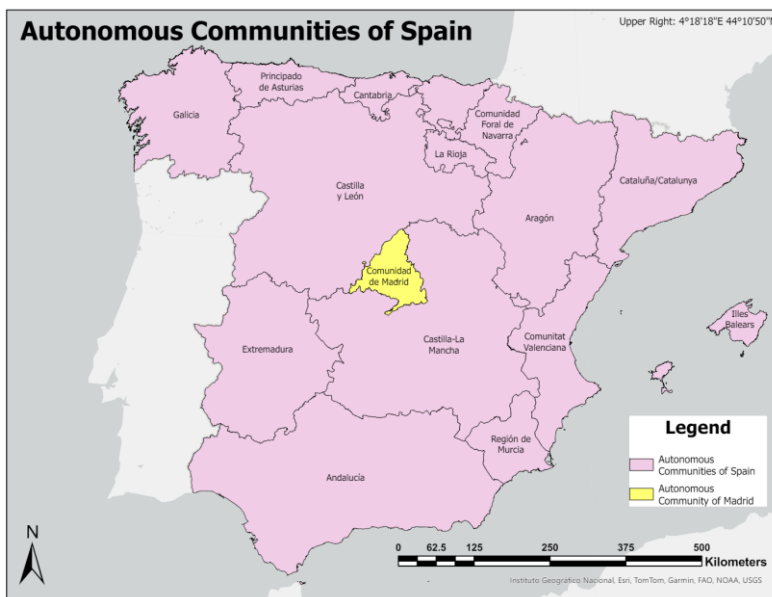 Autonomous Communities of Spain
Upper Right: 4°18'18"E 44°10'50"N
Principado
de Asturias
Cantabria
Galicia
Comunidad
Foral de
Navarra
La Rioja
Cataluña/Catalunya
Castilla
y León
Aragón
Comunidad
de Madrid
Illes
Balears
Extremadura
Castilla-La
Mancha
Comunitat
Valenciana
Región de
Murcia
Andalucía
Legend
Autonomous
Communities of Spain
Autonomous
Community of Madrid
N
0 62.5 125 250 375 500
Kilometers
Instituto Geográfico Nacional, Esri, TomTom, Garmin, FAO, NOAA, USGS